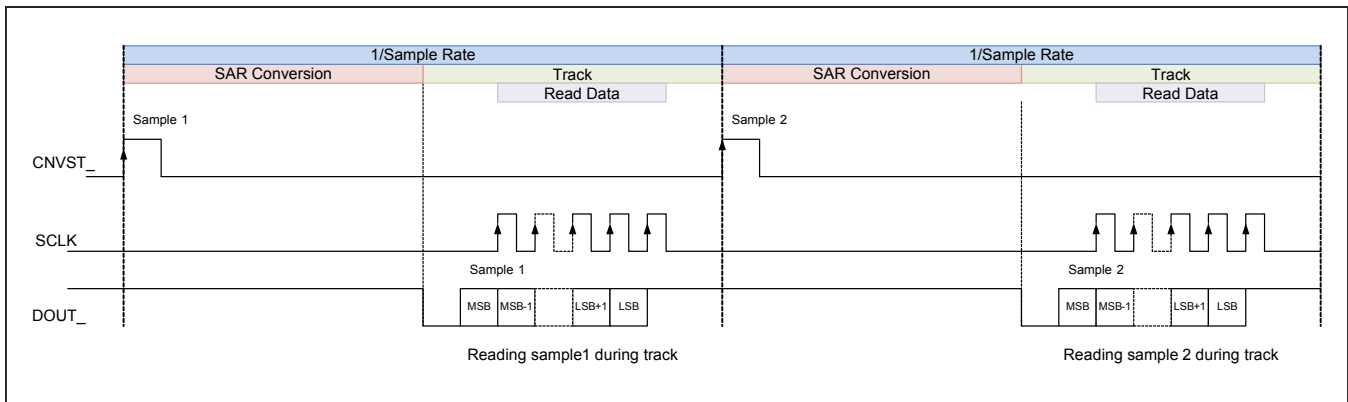 1/Sample Rate 1/Sample Rate
SAR Conversion Track SAR Conversion Track
Read Data Read Data
Sample 1 Sample 2
CNVST_
SCLK
Sample 1 Sample 2
MSB MSB-1 LSB+1 LSB MSB MSB-1 LSB+1 LSB
DOUT_
Reading sample1 during track Reading sample 2 during track